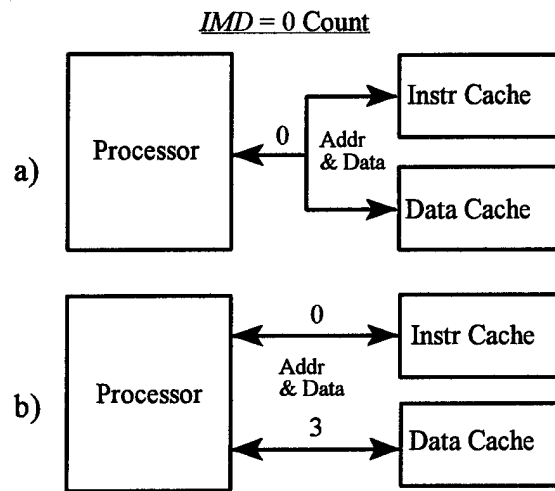 IMD = 0 Count
a)
Processor
0
Addr
& Data
Instr Cache
Data Cache
b)
Processor
0
Addr
& Data
3
Instr Cache
Data Cache